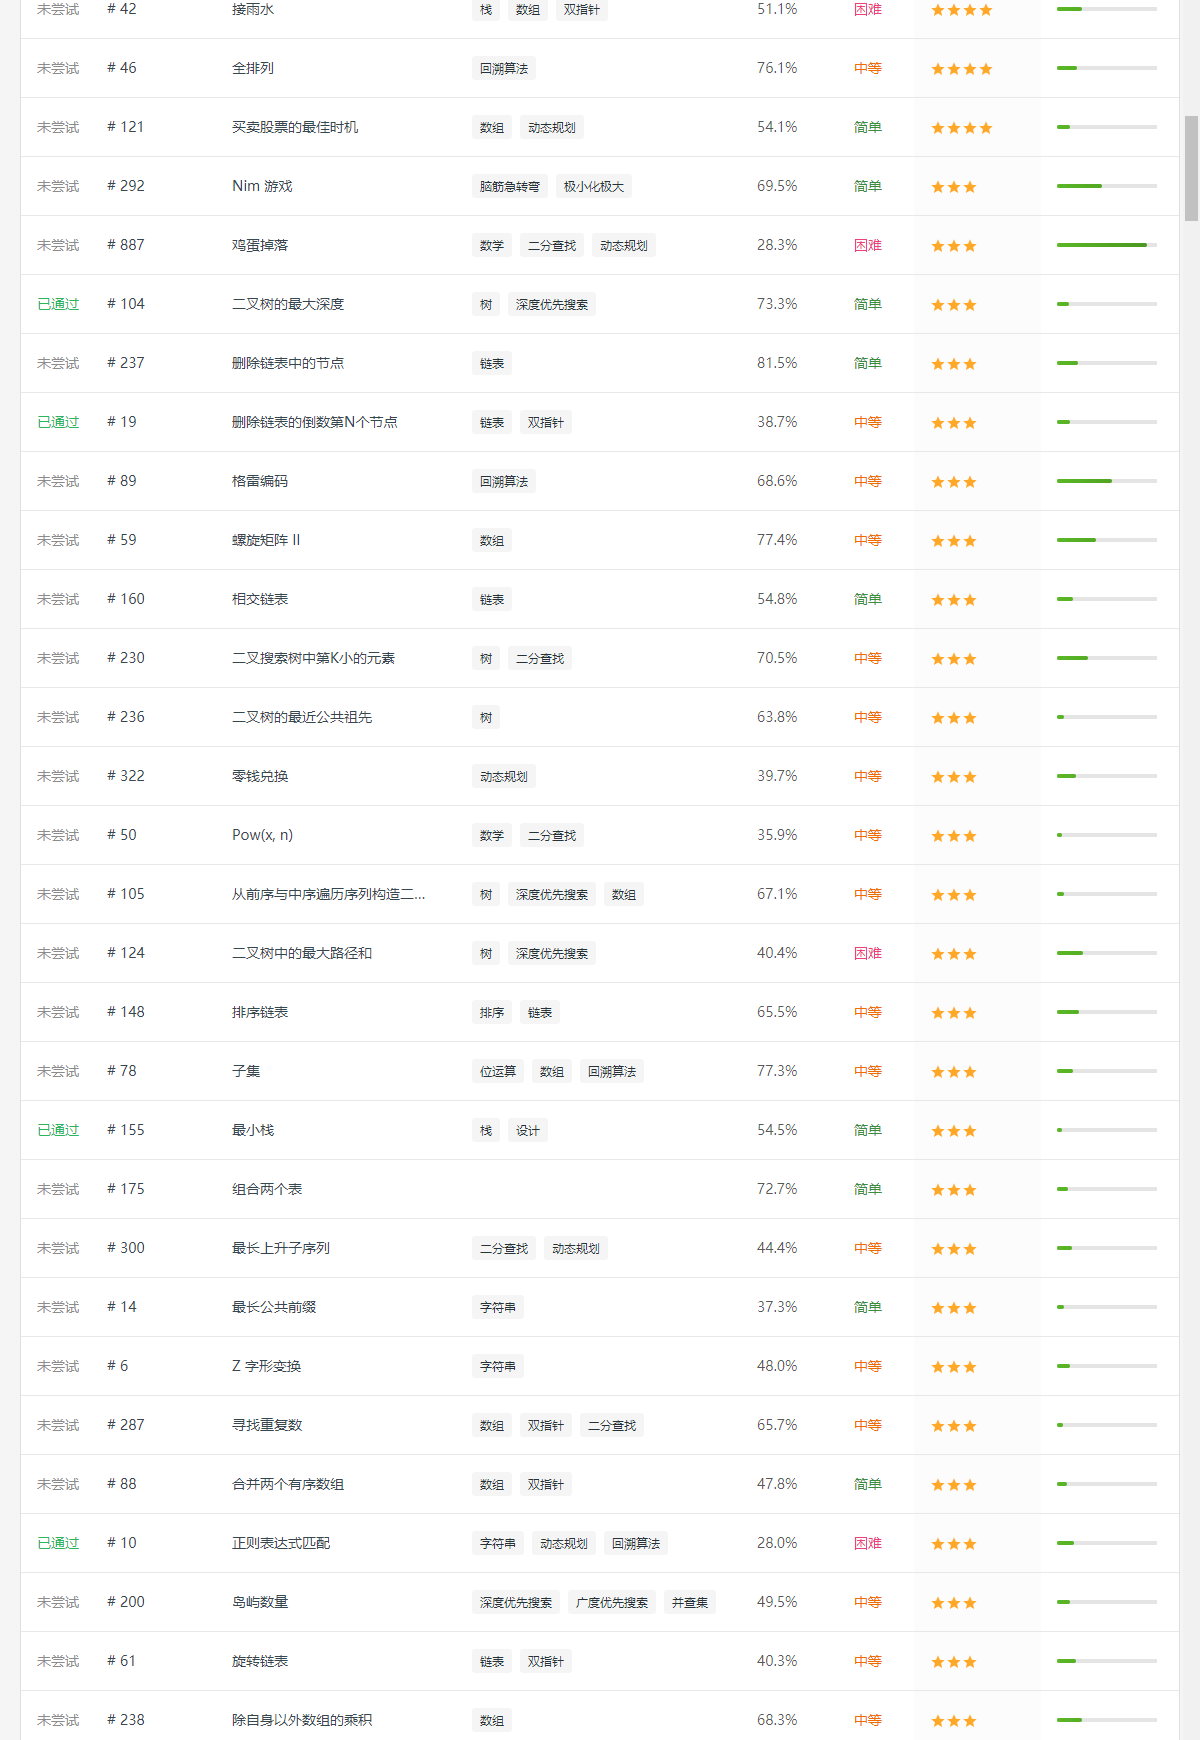 未尝试 # 42 接雨水 栈 数组 双指针 51.1% 困难
未尝试 # 46 全排列 回溯算法 76.1% 中等
未尝试 # 121 买卖股票的最佳时机 数组 动态规划 54.1% 简单
未尝试 # 292 Nim 游戏 脑筋急转弯 极小化极大 69.5% 简单
未尝试 # 887 鸡蛋掉落 数学 二分查找 动态规划 28.3% 困难
已通过 # 104 二叉树的最大深度 树 深度优先搜索 73.3% 简单
未尝试 # 237 删除链表中的节点 链表 81.5% 简单
已通过 # 19 删除链表的倒数第N个节点 链表 双指针 38.7% 中等
未尝试 # 89 格雷编码 回溯算法 68.6% 中等
未尝试 # 59 螺旋矩阵 II 数组 77.4% 中等
未尝试 # 160 相交链表 链表 54.8% 简单
未尝试 # 230 二叉搜索树中第K小的元素 树 二分查找 70.5% 中等
未尝试 # 236 二叉树的最近公共祖先 树 63.8% 中等
未尝试 # 322 零钱兑换 动态规划 39.7% 中等
未尝试 # 50 Pow(x, n) 数学 二分查找 35.9% 中等
未尝试 # 105 从前序与中序遍历序列构造二... 树 深度优先搜索 数组 67.1% 中等
未尝试 # 124 二叉树中的最大路径和 树 深度优先搜索 40.4% 困难
未尝试 # 148 排序链表 排序 链表 65.5% 中等
未尝试 # 78 子集 位运算 数组 回溯算法 77.3% 中等
已通过 # 155 最小栈 栈 设计 54.5% 简单
未尝试 # 175 组合两个表 72.7% 简单
未尝试 # 300 最长上升子序列 二分查找 动态规划 44.4% 中等
未尝试 # 14 最长公共前缀 字符串 37.3% 简单
未尝试 # 6 Z 字形变换 字符串 48.0% 中等
未尝试 # 287 寻找重复数 数组 双指针 二分查找 65.7% 中等
未尝试 # 88 合并两个有序数组 数组 双指针 47.8% 简单
已通过 # 10 正则表达式匹配 字符串 动态规划 回溯算法 28.0% 困难
未尝试 # 200 岛屿数量 深度优先搜索 广度优先搜索 并查集 49.5% 中等
未尝试 # 61 旋转链表 链表 双指针 40.3% 中等
未尝试 # 238 除自身以外数组的乘积 数组 68.3% 中等